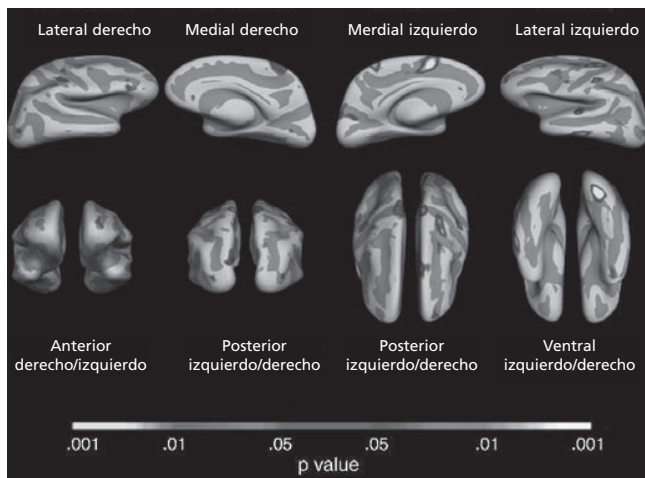 Lateral derecho Medial derecho Merdial izquierdo Lateral izquierdo
Anterior Posterior Posterior Ventral
derecho/izquierdo izquierdo/derecho izquierdo/derecho izquierdo/derecho
.001 .01 .05 .05 .01 .001
p value